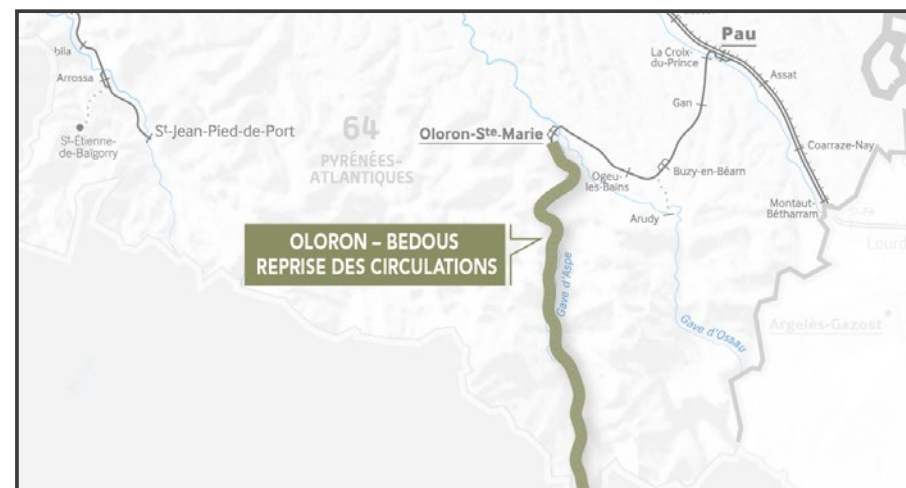 Pau
La Croix-
du-Prince
Assat
Arrossa
Gan
St-Jean-Pied-de-Port
64
Oloron-Ste-Marie
St-Étienne-
de-Baïgorry
PYRÉNÉES-
ATLANTIQUES
Coarraze-Nay
Ogeu-
les-Bains
Buzy-en-Béarn
Arudy
Montaut-
Bétharram
OLORON – BEDOUS
REPRISE DES CIRCULATIONS
Gave d'Aspe
Gave d'Ossau
Argelès-Gazost